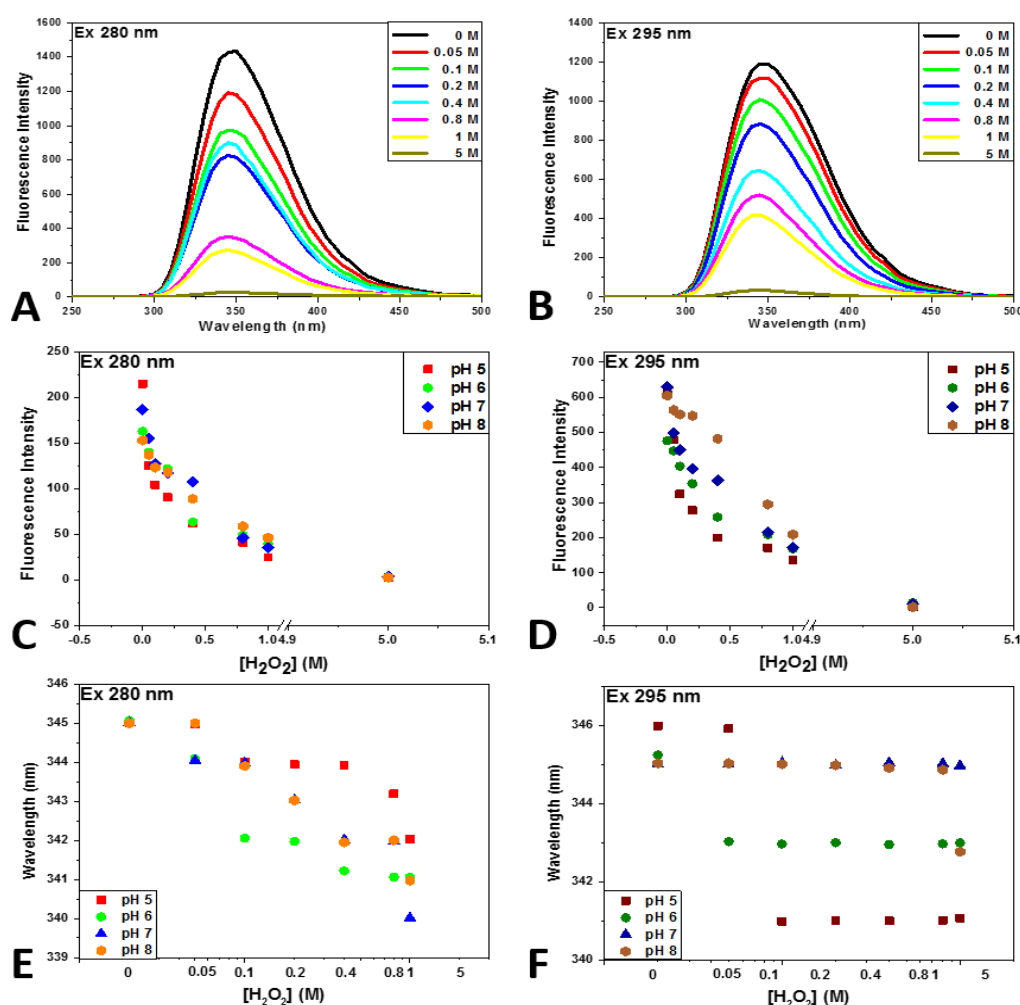 Ex 280 nm
1600
1400
1200
1000
800
600
400
200
0
Fluorescence Intensity
0 M
0.05 M
0.1 M
0.2 M
0.4 M
0.8 M
1 M
5 M
250 300 350 400 450 500
Wavelength (nm)
A
Ex 295 nm
1400
1200
1000
800
600
400
200
0
Fluorescence Intensity
0 M
0.05 M
0.1 M
0.2 M
0.4 M
0.8 M
1 M
5 M
250 300 350 400 450 500
Wavelength (nm)
B
Ex 280 nm
250
200
150
100
50
0
-50
Fluorescence Intensity
pH 5
pH 6
pH 7
pH 8
-0.5 0.0 0.5 1.0 4.9 5.0 5.1
[H₂O₂] (M)
C
Ex 295 nm
700
600
500
400
300
200
100
0
Fluorescence Intensity
pH 5
pH 6
pH 7
pH 8
-0.5 0.0 0.5 1.0 4.9 5.0 5.1
[H₂O₂] (M)
D
Ex 280 nm
346
345
344
343
342
341
340
339
Wavelength (nm)
pH 5
pH 6
pH 7
pH 8
0 0.05 0.1 0.2 0.4 0.8 1 5
[H₂O₂] (M)
E
Ex 295 nm
346
344
342
340
Wavelength (nm)
pH 5
pH 6
pH 7
pH 8
0 0.05 0.1 0.2 0.4 0.8 1 5
[H₂O₂] (M)
F